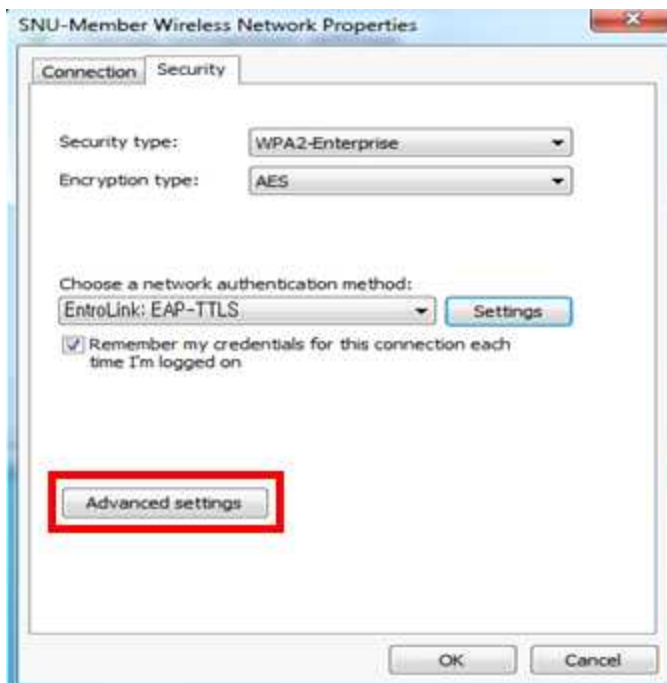 SNU-Member Wireless Network Properties
Connection
Security
Security type:
WPA2-Enterprise
Encryption type:
AES
Choose a network authentication method:
EntroLink: EAP-TTLS
Settings
Remember my credentials for this connection each
time I'm logged on
Advanced settings
OK
Cancel